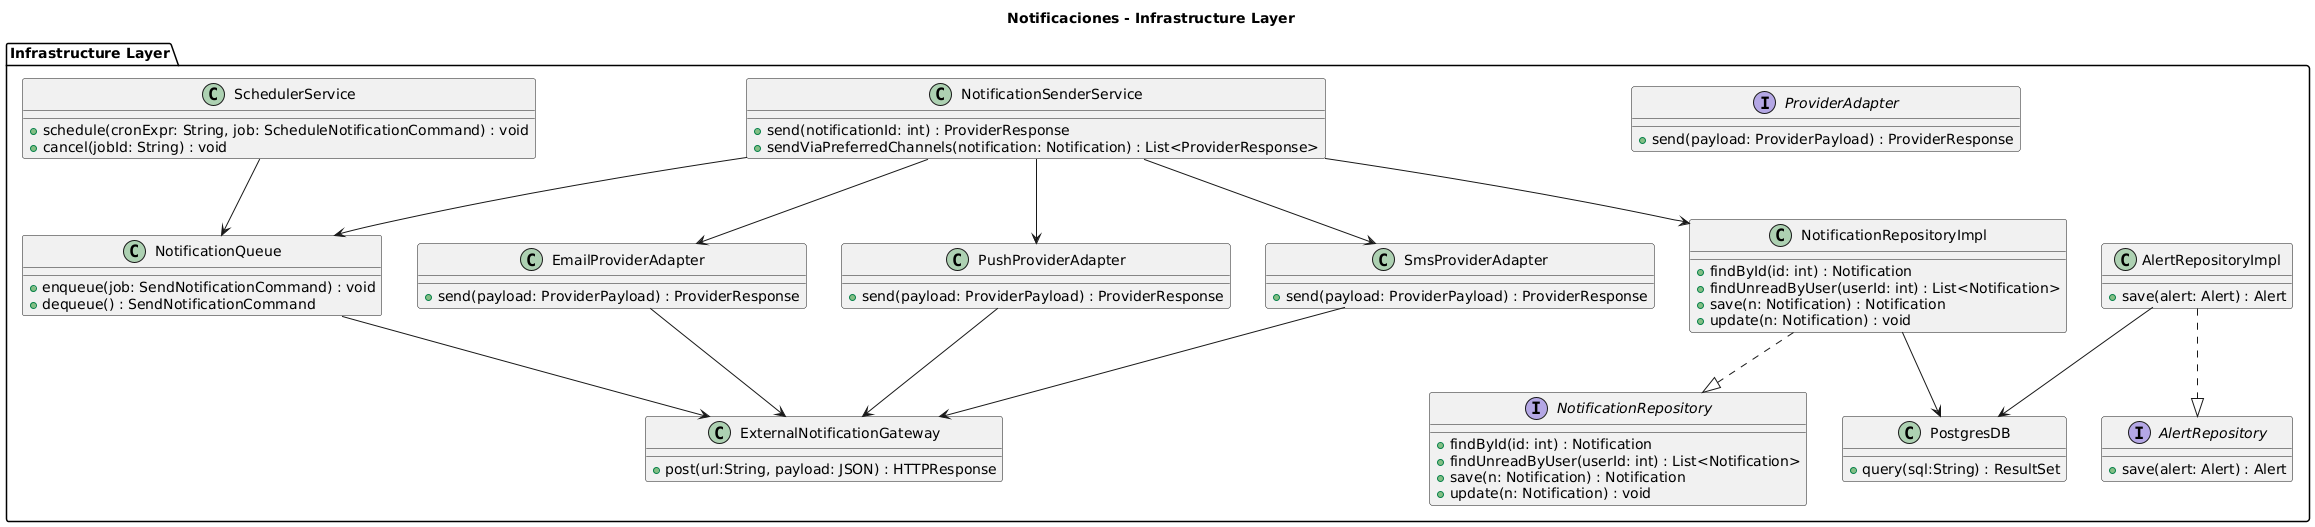 Notificaciones - Infrastructure Layer
Infrastructure Layer
C SchedulerService
schedule(cronExpr: String, job: ScheduleNotificationCommand) : void
cancel(jobId: String) : void
C NotificationSenderService
send(notificationId: int) : ProviderResponse
sendViaPreferredChannels(notification: Notification) : List<ProviderResponse>
I ProviderAdapter
send(payload: ProviderPayload) : ProviderResponse
C NotificationQueue
enqueue(job: SendNotificationCommand) : void
dequeue() : SendNotificationCommand
C EmailProviderAdapter
send(payload: ProviderPayload) : ProviderResponse
C PushProviderAdapter
send(payload: ProviderPayload) : ProviderResponse
C SmsProviderAdapter
send(payload: ProviderPayload) : ProviderResponse
C NotificationRepositoryImpl
findById(id: int) : Notification
findUnreadByUser(userId: int) : List<Notification>
save(n: Notification) : Notification
update(n: Notification) : void
C AlertRepositoryImpl
save(alert: Alert) : Alert
C ExternalNotificationGateway
post(url:String, payload: JSON) : HTTPResponse
I NotificationRepository
findById(id: int) : Notification
findUnreadByUser(userId: int) : List<Notification>
save(n: Notification) : Notification
update(n: Notification) : void
C PostgresDB
query(sql:String) : ResultSet
I AlertRepository
save(alert: Alert) : Alert